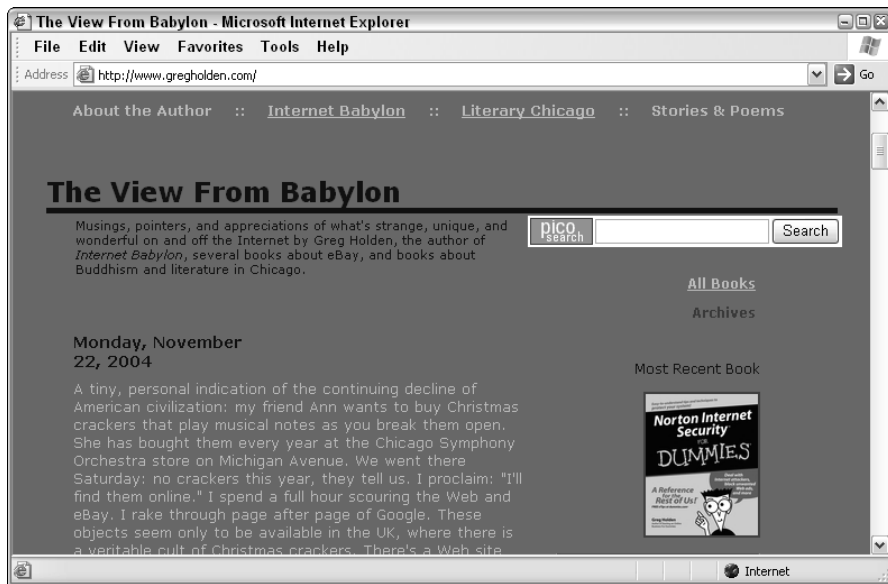 The View From Babylon - Microsoft Internet Explorer
File Edit View Favorites Tools Help
Address http://www.gregholden.com/ Go
About the Author :: Internet Babylon :: Literary Chicago :: Stories & Poems
The View From Babylon
Musings, pointers, and appreciations of what's strange, unique, and
wonderful on and off the Internet by Greg Holden, the author of
Internet Babylon, several books about eBay, and books about
Buddhism and literature in Chicago.
pico
search
Search
All Books
Archives
Monday, November
22, 2004
A tiny, personal indication of the continuing decline of
American civilization: my friend Ann wants to buy Christmas
crackers that play musical notes as you break them open.
She has bought them every year at the Chicago Symphony
Orchestra store on Michigan Avenue. We went there
Saturday: no crackers this year, they tell us. I proclaim: "I'll
find them online." I spend a full hour scouring the Web and
eBay. I rake through page after page of Google. These
objects seem only to be available in the UK, where there is
a veritable cult of Christmas crackers. There's a Web site
Most Recent Book
Norton Internet
Security
FOR
DUMMIES
A Reference
for the
Rest of Us!
Greg Holden
Internet